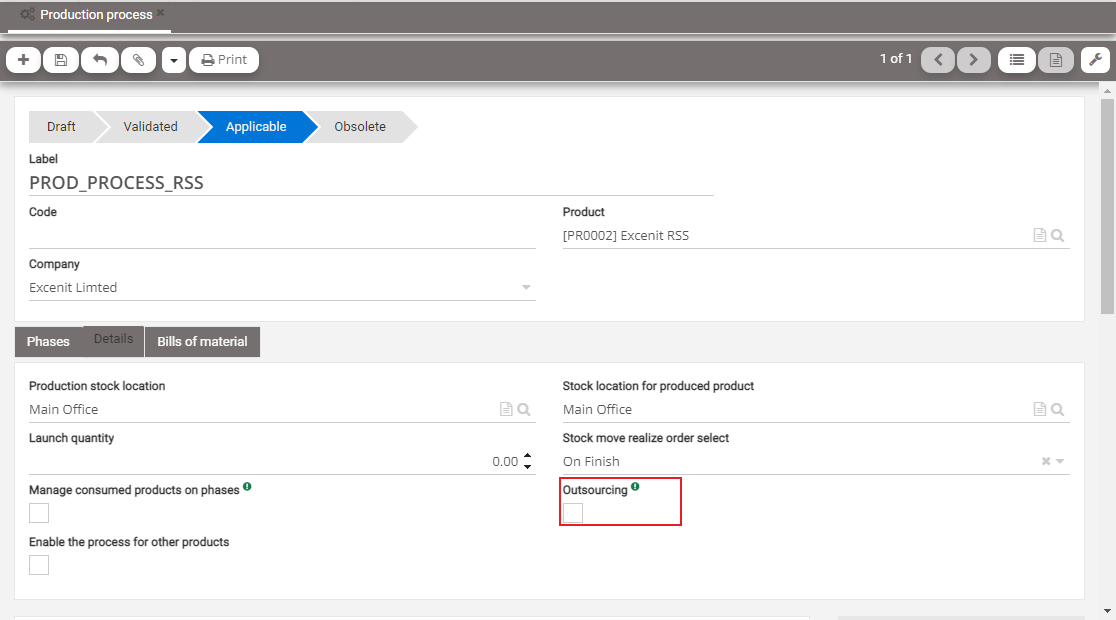 Production process
Print
1 of 1
Draft Validated Applicable Obsolete
Label
PROD_PROCESS_RSS
Code Product
[PR0002] Excenit RSS
Company
Excenit Limted
Phases Details Bills of material
Production stock location Stock location for produced product
Main Office Main Office
Launch quantity Stock move realize order select
0.00 On Finish
Manage consumed products on phases Outsourcing
Enable the process for other products